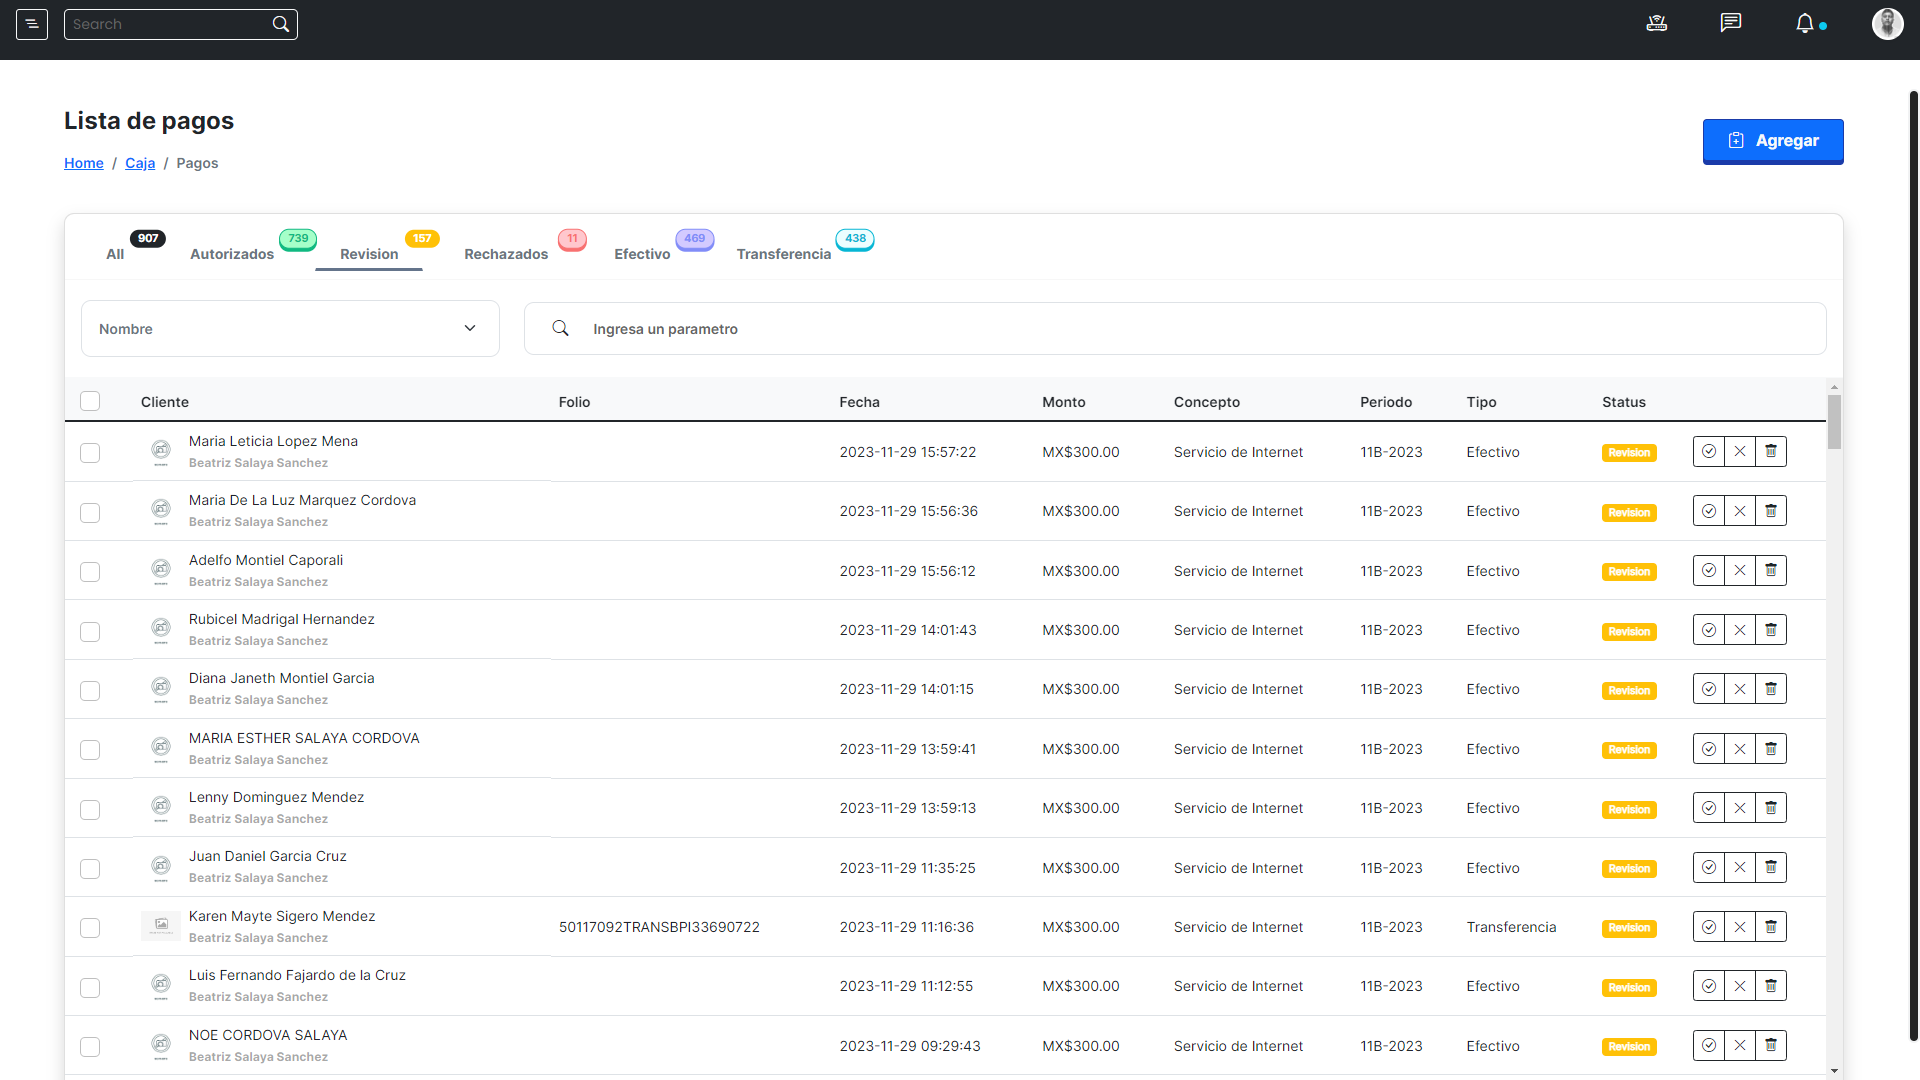 Search
Lista de pagos
Home / Caja / Pagos
Agregar
All 907 Autorizados 739 Revision 157 Rechazados 11 Efectivo 469 Transferencia 438
Nombre Ingresa un parametro
Cliente Folio Fecha Monto Concepto Periodo Tipo Status
Maria Leticia Lopez Mena
Beatriz Salaya Sanchez
2023-11-29 15:57:22 MX$300.00 Servicio de Internet 11B-2023 Efectivo Revision
Maria De La Luz Marquez Cordova
Beatriz Salaya Sanchez
2023-11-29 15:56:36 MX$300.00 Servicio de Internet 11B-2023 Efectivo Revision
Adelfo Montiel Caporali
Beatriz Salaya Sanchez
2023-11-29 15:56:12 MX$300.00 Servicio de Internet 11B-2023 Efectivo Revision
Rubicel Madrigal Hernandez
Beatriz Salaya Sanchez
2023-11-29 14:01:43 MX$300.00 Servicio de Internet 11B-2023 Efectivo Revision
Diana Janeth Montiel Garcia
Beatriz Salaya Sanchez
2023-11-29 14:01:15 MX$300.00 Servicio de Internet 11B-2023 Efectivo Revision
MARIA ESTHER SALAYA CORDOVA
Beatriz Salaya Sanchez
2023-11-29 13:59:41 MX$300.00 Servicio de Internet 11B-2023 Efectivo Revision
Lenny Dominguez Mendez
Beatriz Salaya Sanchez
2023-11-29 13:59:13 MX$300.00 Servicio de Internet 11B-2023 Efectivo Revision
Juan Daniel Garcia Cruz
Beatriz Salaya Sanchez
2023-11-29 11:35:25 MX$300.00 Servicio de Internet 11B-2023 Efectivo Revision
Karen Mayte Sigero Mendez
Beatriz Salaya Sanchez
50117092TRANSBPI33690722 2023-11-29 11:16:36 MX$300.00 Servicio de Internet 11B-2023 Transferencia Revision
Luis Fernando Fajardo de la Cruz
Beatriz Salaya Sanchez
2023-11-29 11:12:55 MX$300.00 Servicio de Internet 11B-2023 Efectivo Revision
NOE CORDOVA SALAYA
Beatriz Salaya Sanchez
2023-11-29 09:29:43 MX$300.00 Servicio de Internet 11B-2023 Efectivo Revision